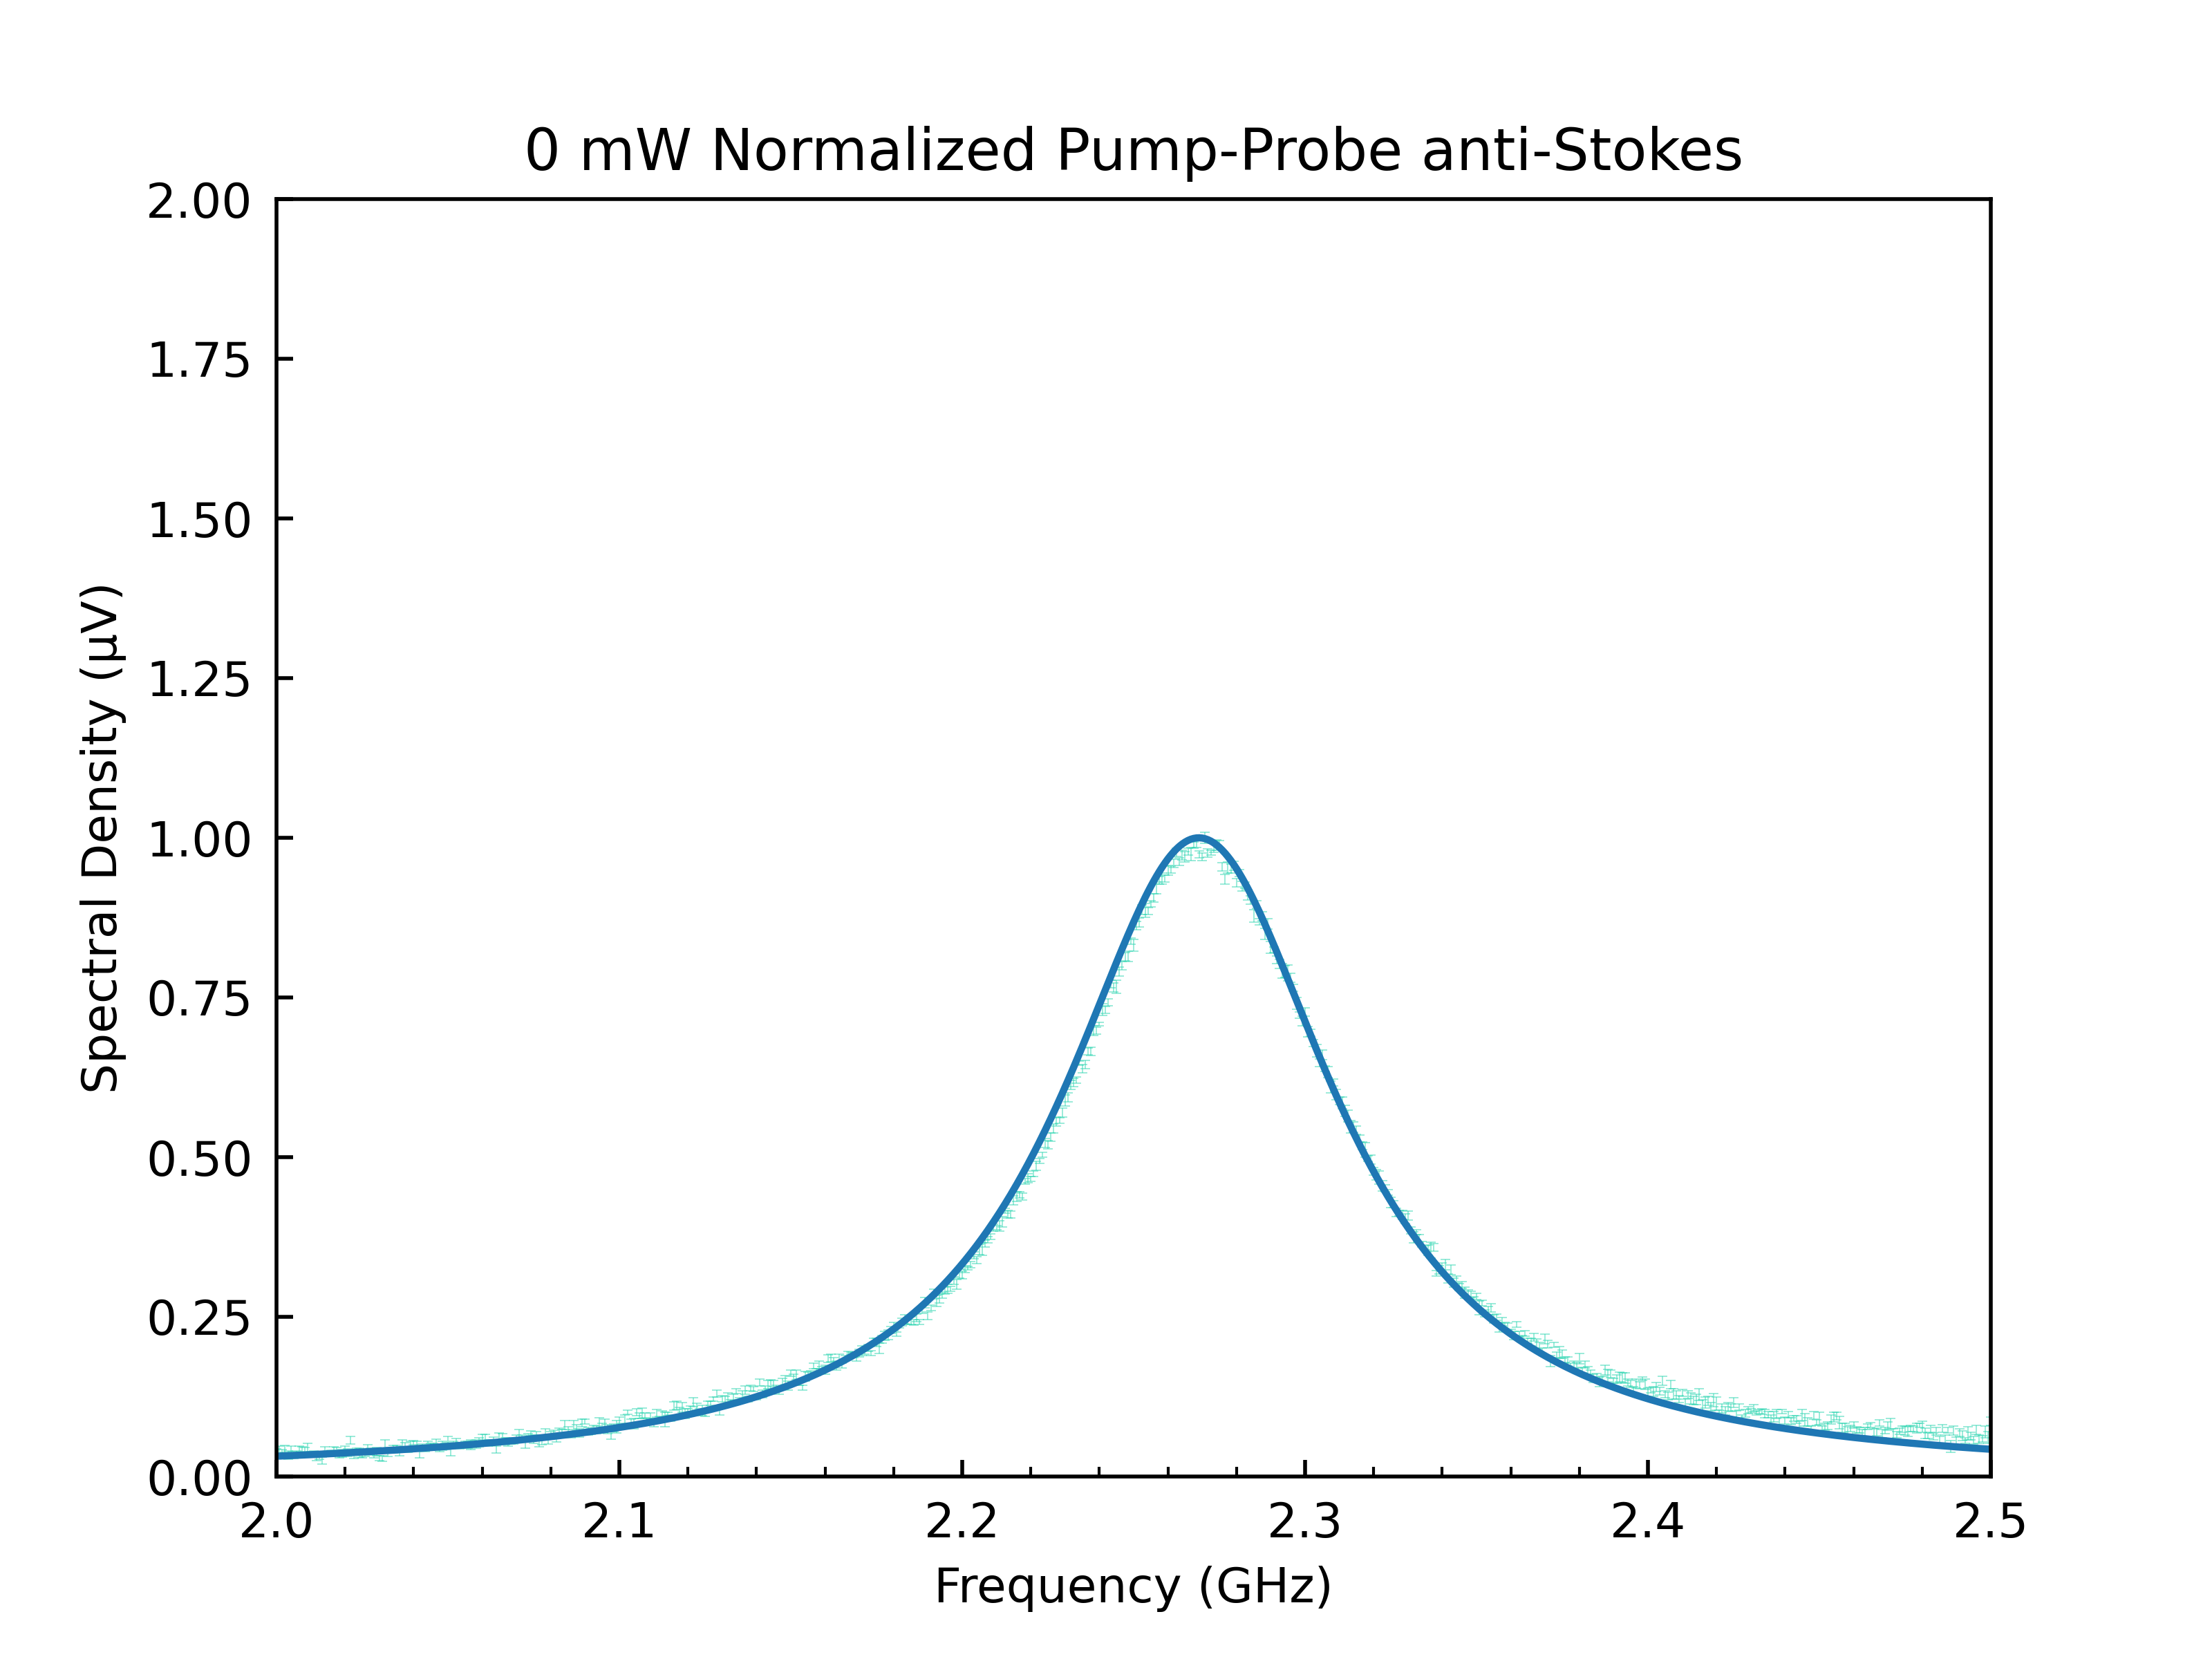 0 mW Normalized Pump-Probe anti-Stokes
2.00
1.75
1.50
1.25
1.00
0.75
0.50
0.25
0.00
Spectral Density (µV)
2.0 2.1 2.2 2.3 2.4 2.5
Frequency (GHz)